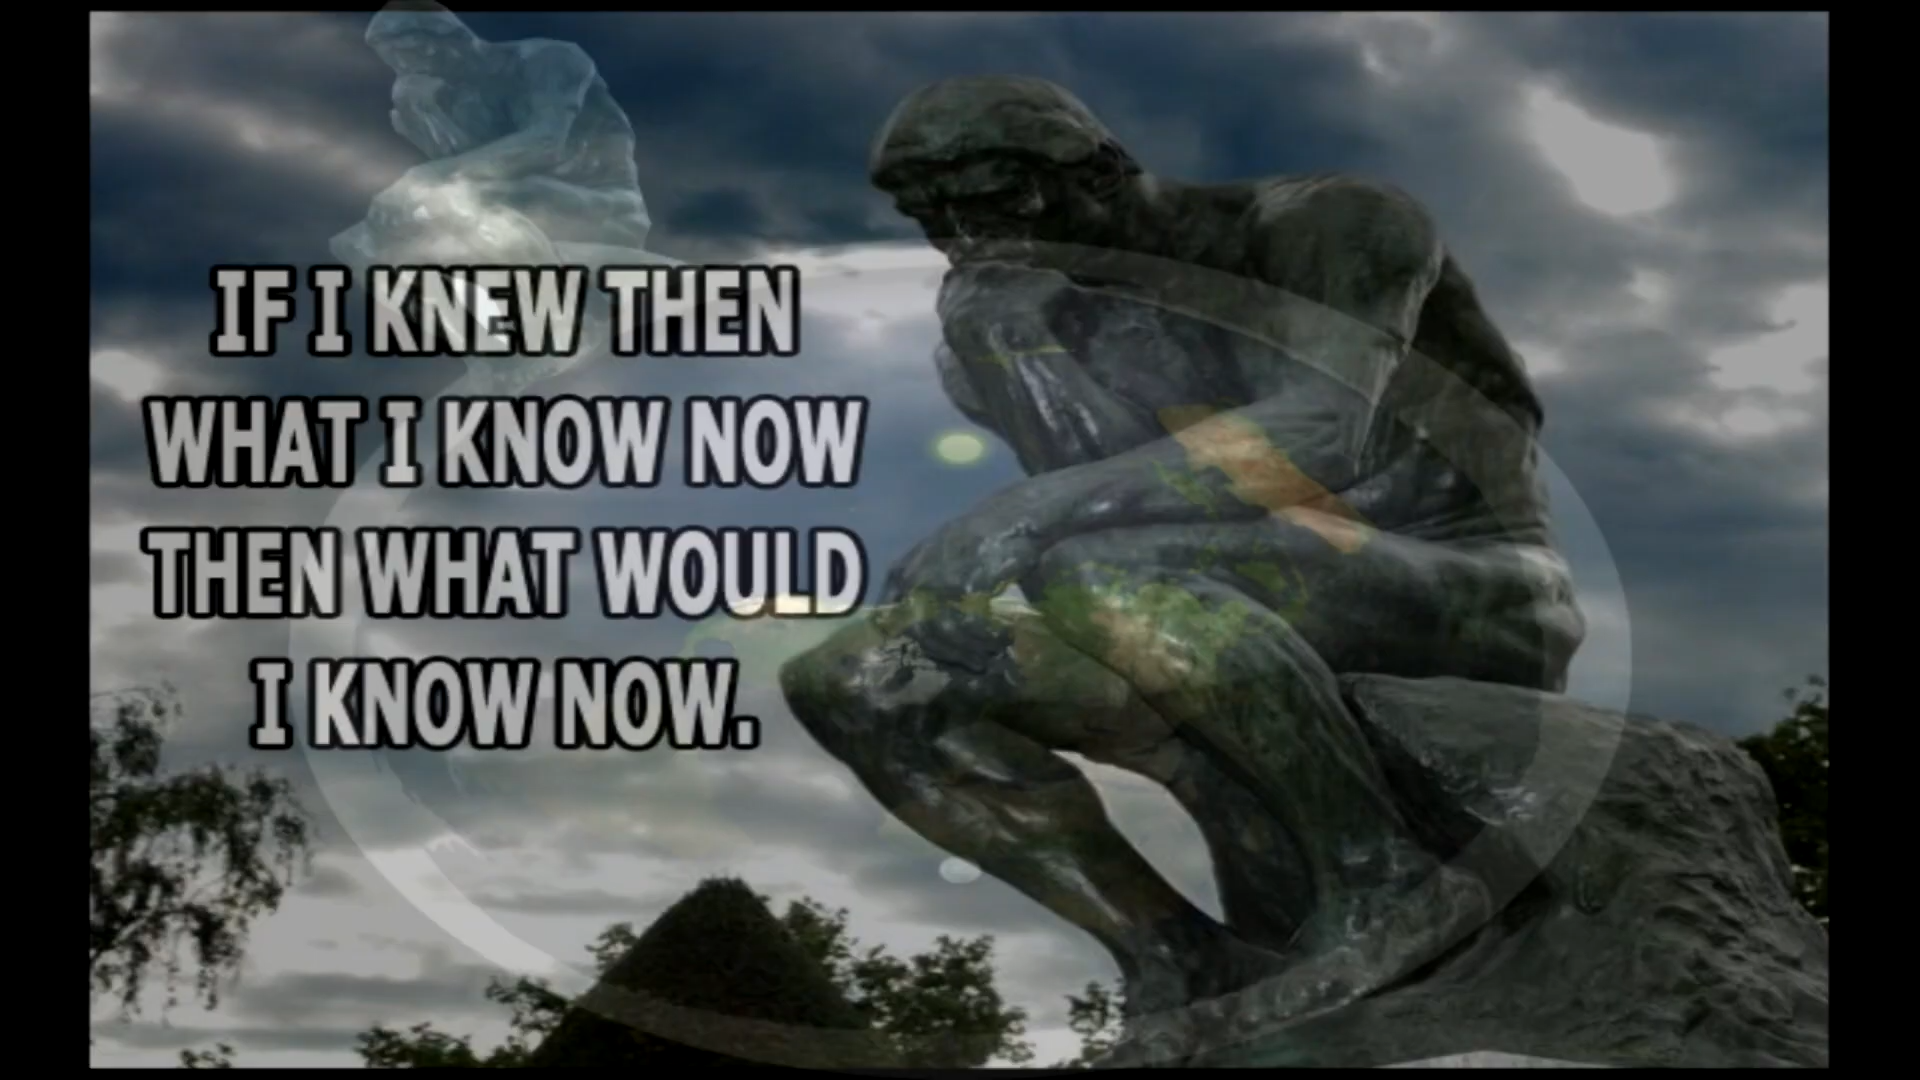 IF I KNEW THEN
WHAT I KNOW NOW
THEN WHAT WOULD
I KNOW NOW.